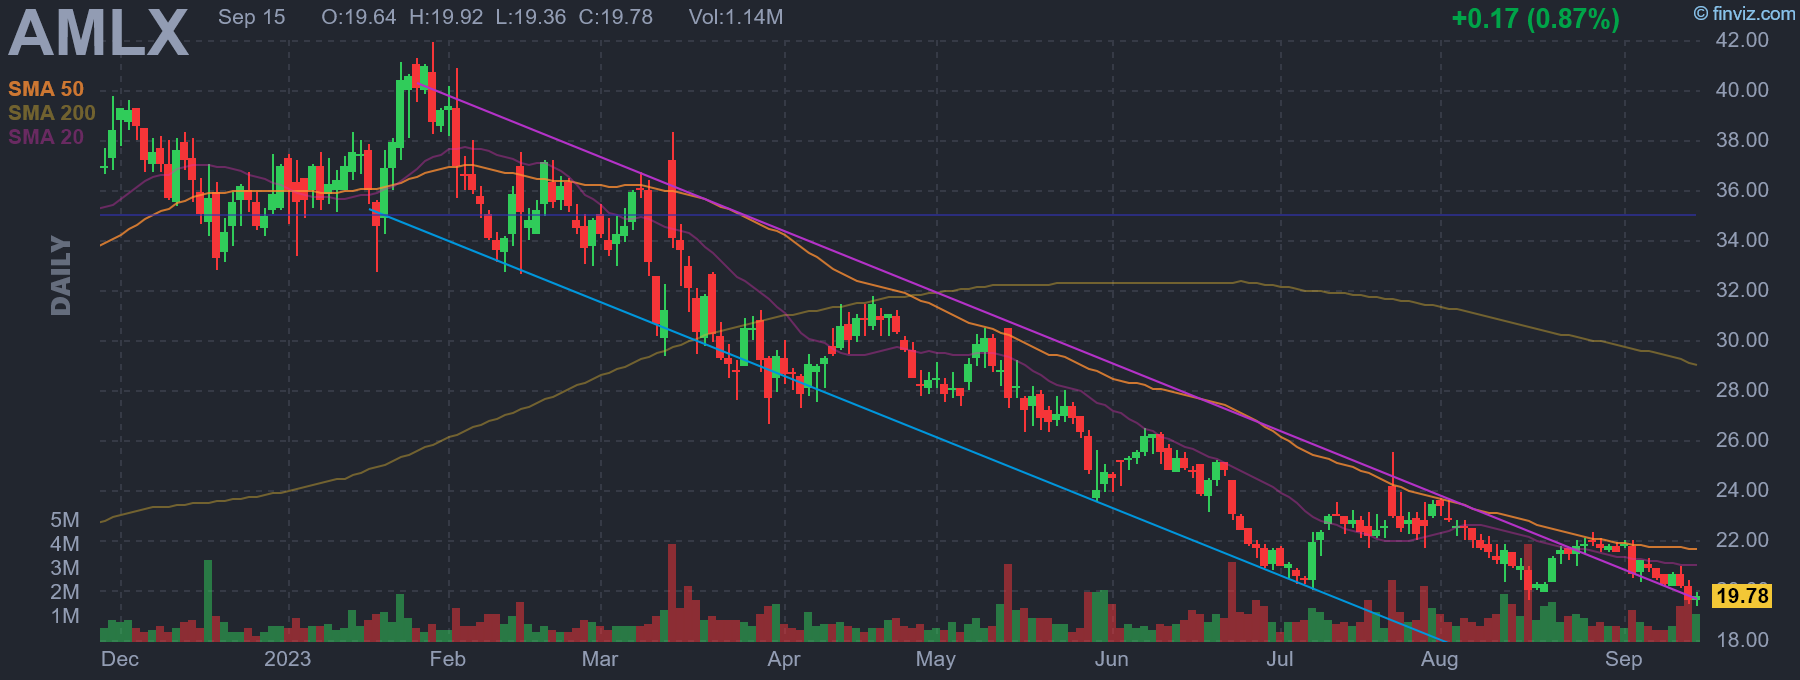 AMLX Sep 15 O:19.64 H:19.92 L:19.36 C:19.78 Vol:1.14M +0.17 (0.87%) © finviz.com
SMA 50
SMA 200
SMA 20
DAILY
42.00
40.00
38.00
36.00
34.00
32.00
30.00
28.00
26.00
24.00
22.00
19.78
18.00
5M
4M
3M
2M
1M
Dec 2023 Feb Mar Apr May Jun Jul Aug Sep